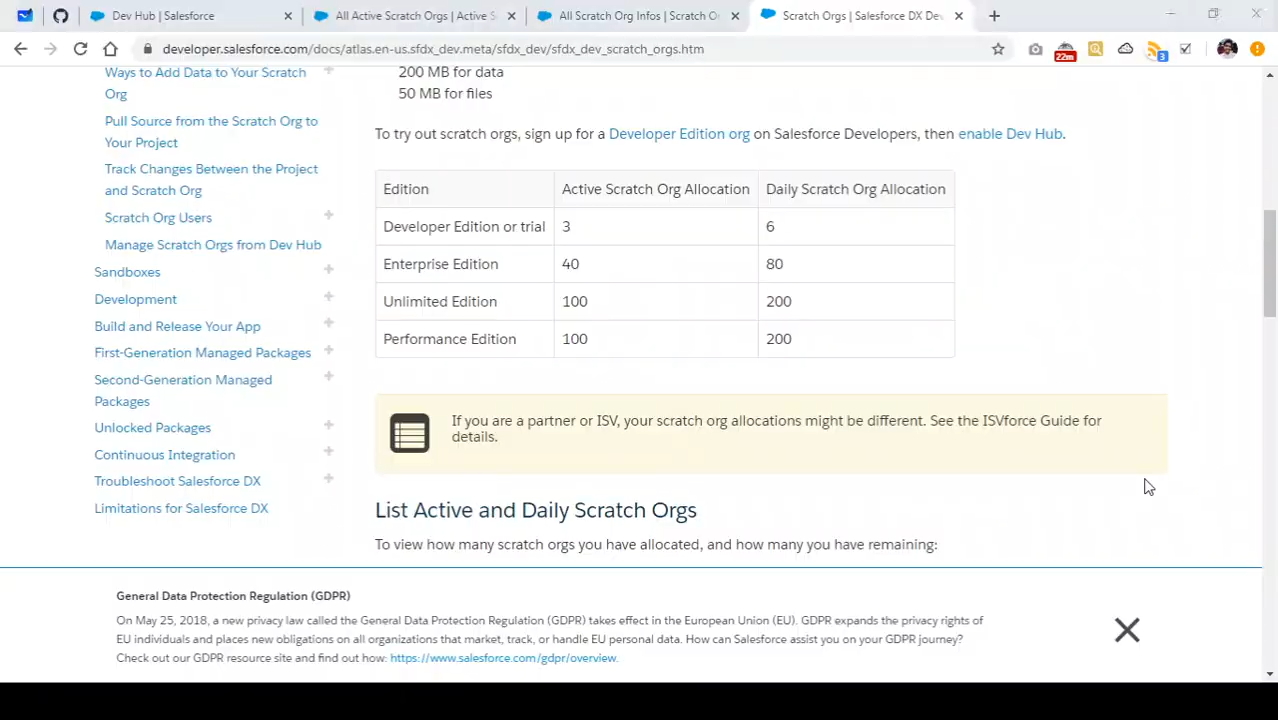 Dev Hub | Salesforce
All Active Scratch Orgs | Active S
All Scratch Org Infos | Scratch O
Scratch Orgs | Salesforce DX De
developer.salesforce.com/docs/atlas.en-us.sfdx_dev.meta/sfdx_dev/sfdx_dev_scratch_orgs.htm
22m
3
Ways to Add Data to Your Scratch
Org
Pull Source from the Scratch Org to
Your Project
Track Changes Between the Project
and Scratch Org
Scratch Org Users
Manage Scratch Orgs from Dev Hub
Sandboxes
Development
Build and Release Your App
First-Generation Managed Packages
Second-Generation Managed
Packages
Unlocked Packages
Continuous Integration
Troubleshoot Salesforce DX
Limitations for Salesforce DX
200 MB for data
50 MB for files
To try out scratch orgs, sign up for a Developer Edition org on Salesforce Developers, then enable Dev Hub.
Edition Active Scratch Org Allocation Daily Scratch Org Allocation
Developer Edition or trial 3 6
Enterprise Edition 40 80
Unlimited Edition 100 200
Performance Edition 100 200
If you are a partner or ISV, your scratch org allocations might be different. See the ISVforce Guide for
details.
List Active and Daily Scratch Orgs
To view how many scratch orgs you have allocated, and how many you have remaining:
General Data Protection Regulation (GDPR)
On May 25, 2018, a new privacy law called the General Data Protection Regulation (GDPR) takes effect in the European Union (EU). GDPR expands the privacy rights of
EU individuals and places new obligations on all organizations that market, track, or handle EU personal data. How can Salesforce assist you on your GDPR journey?
Check out our GDPR resource site and find out how: https://www.salesforce.com/gdpr/overview.